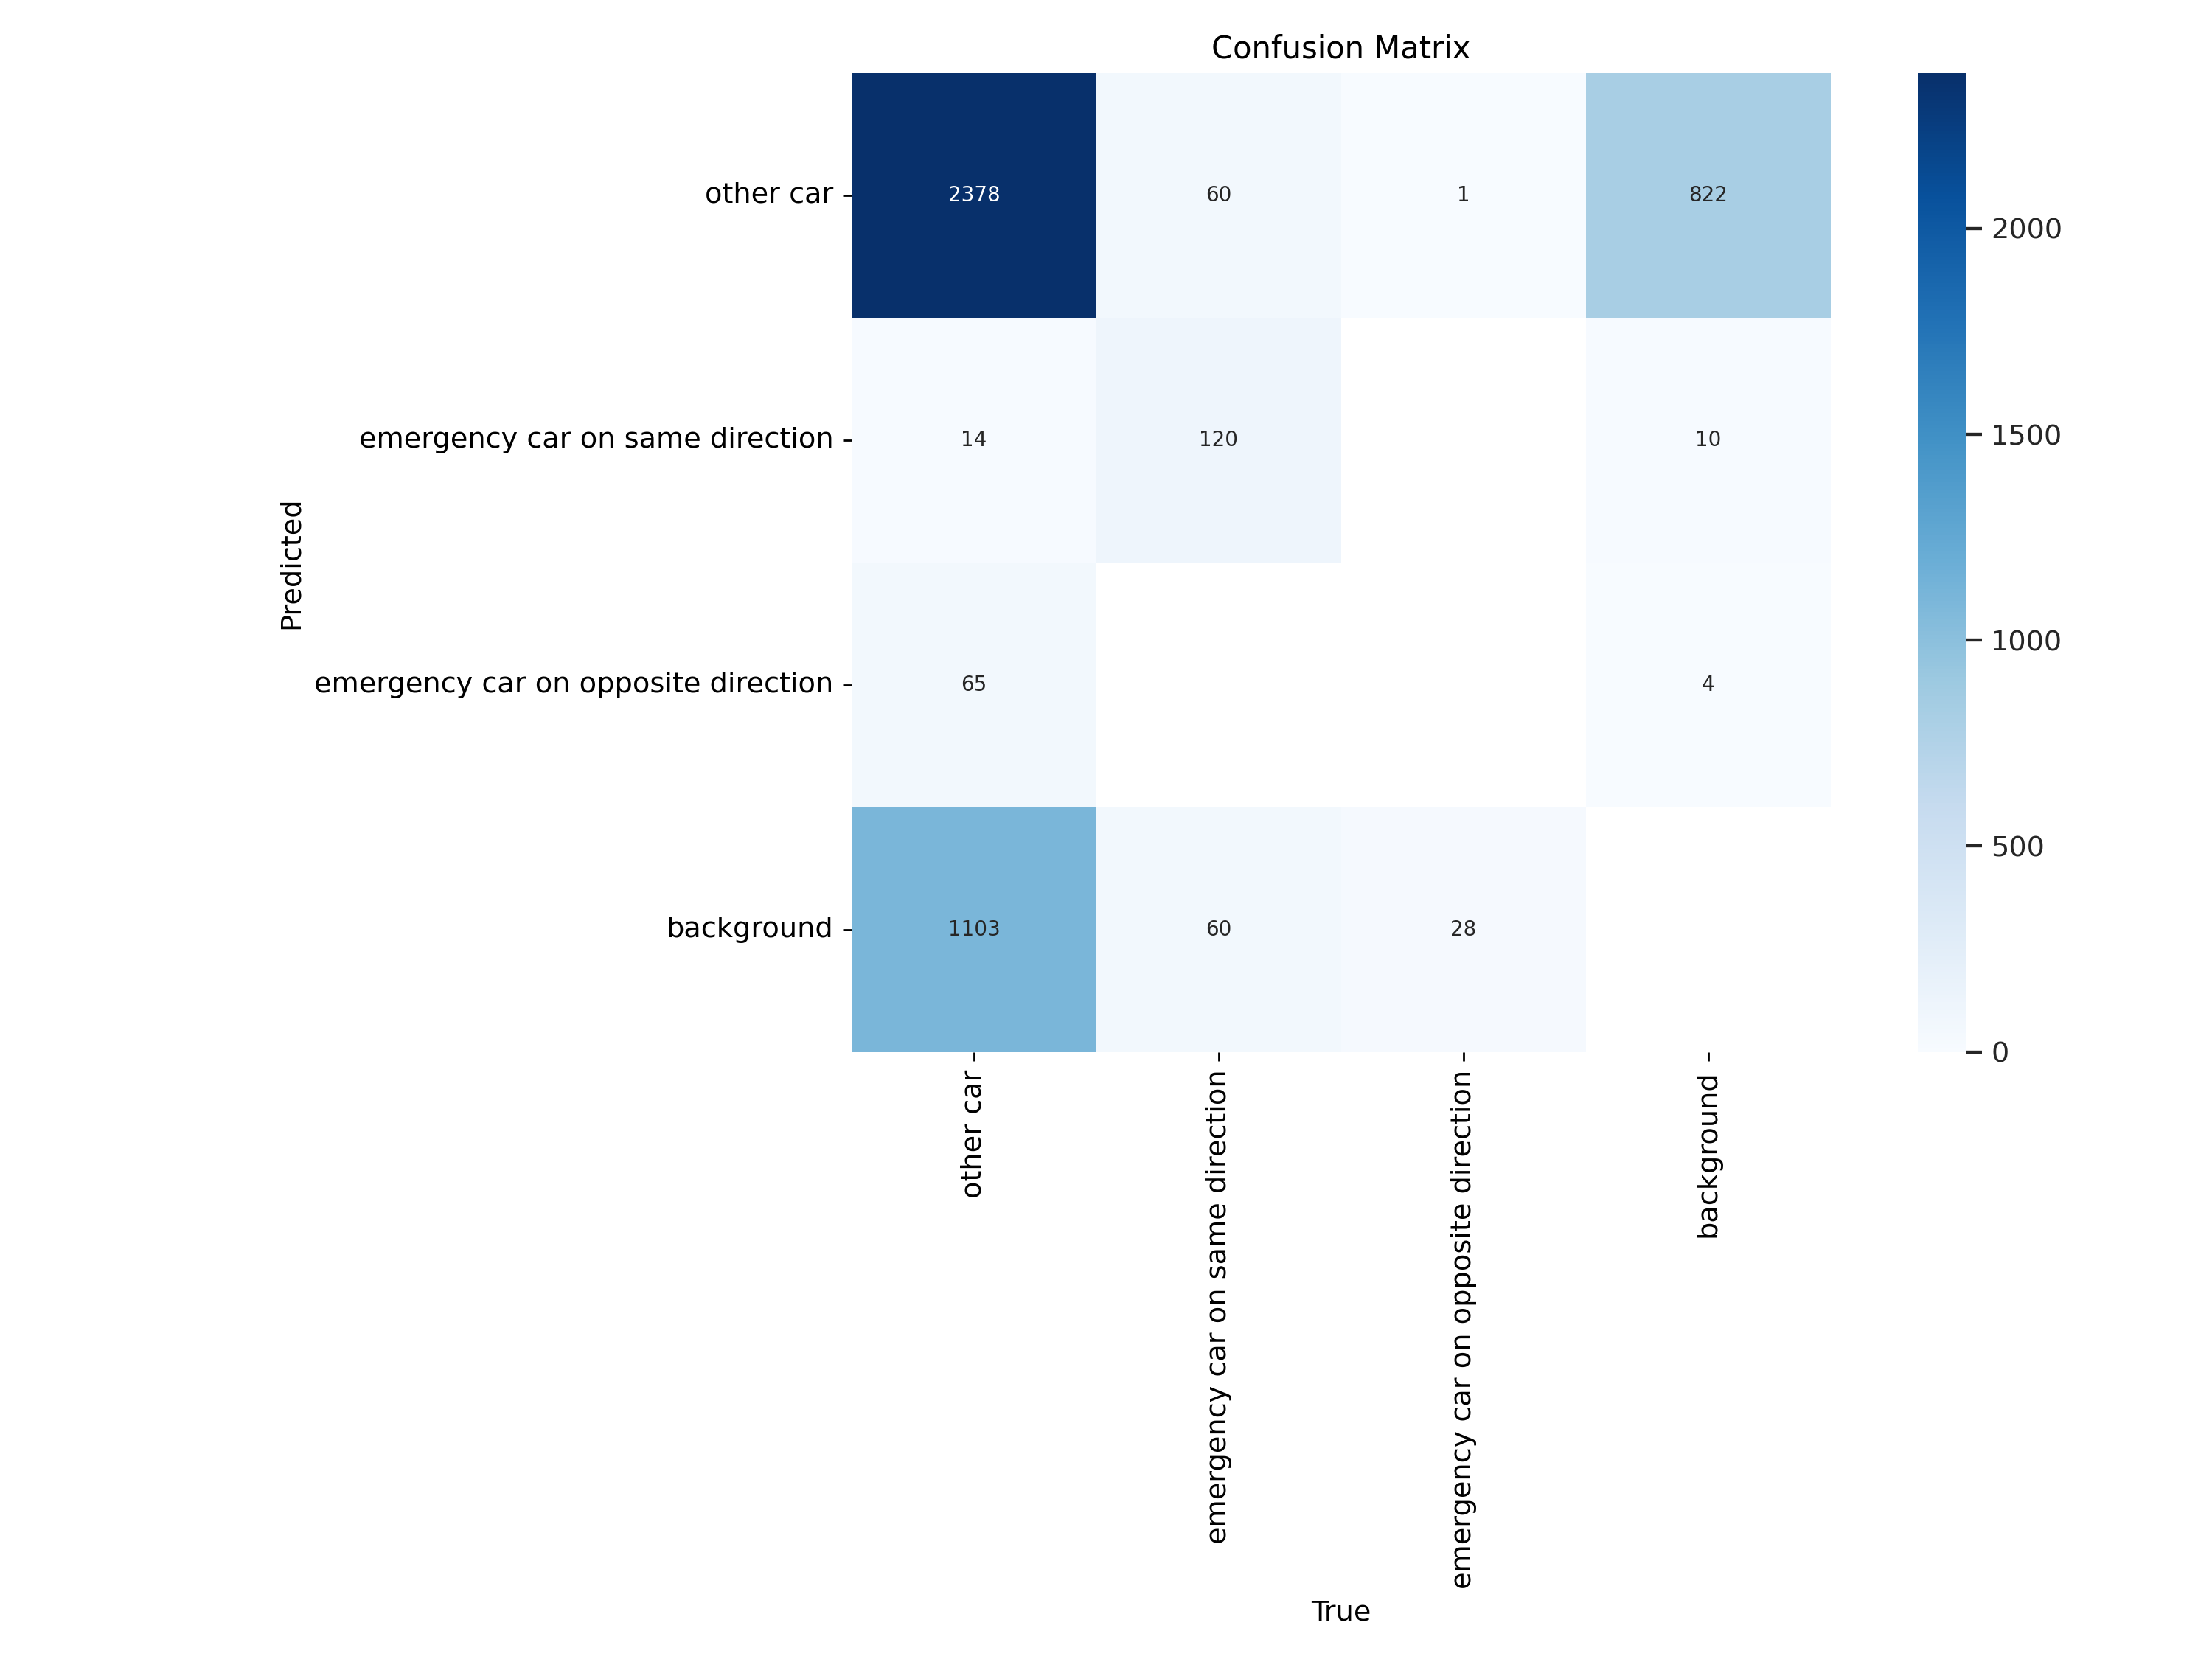 Confusion Matrix
other car
2378
60
1
822
2000
emergency car on same direction
14
120
10
1500
Predicted
1000
emergency car on opposite direction
65
4
500
background
1103
60
28
0
other car
emergency car on same direction
emergency car on opposite direction
background
True